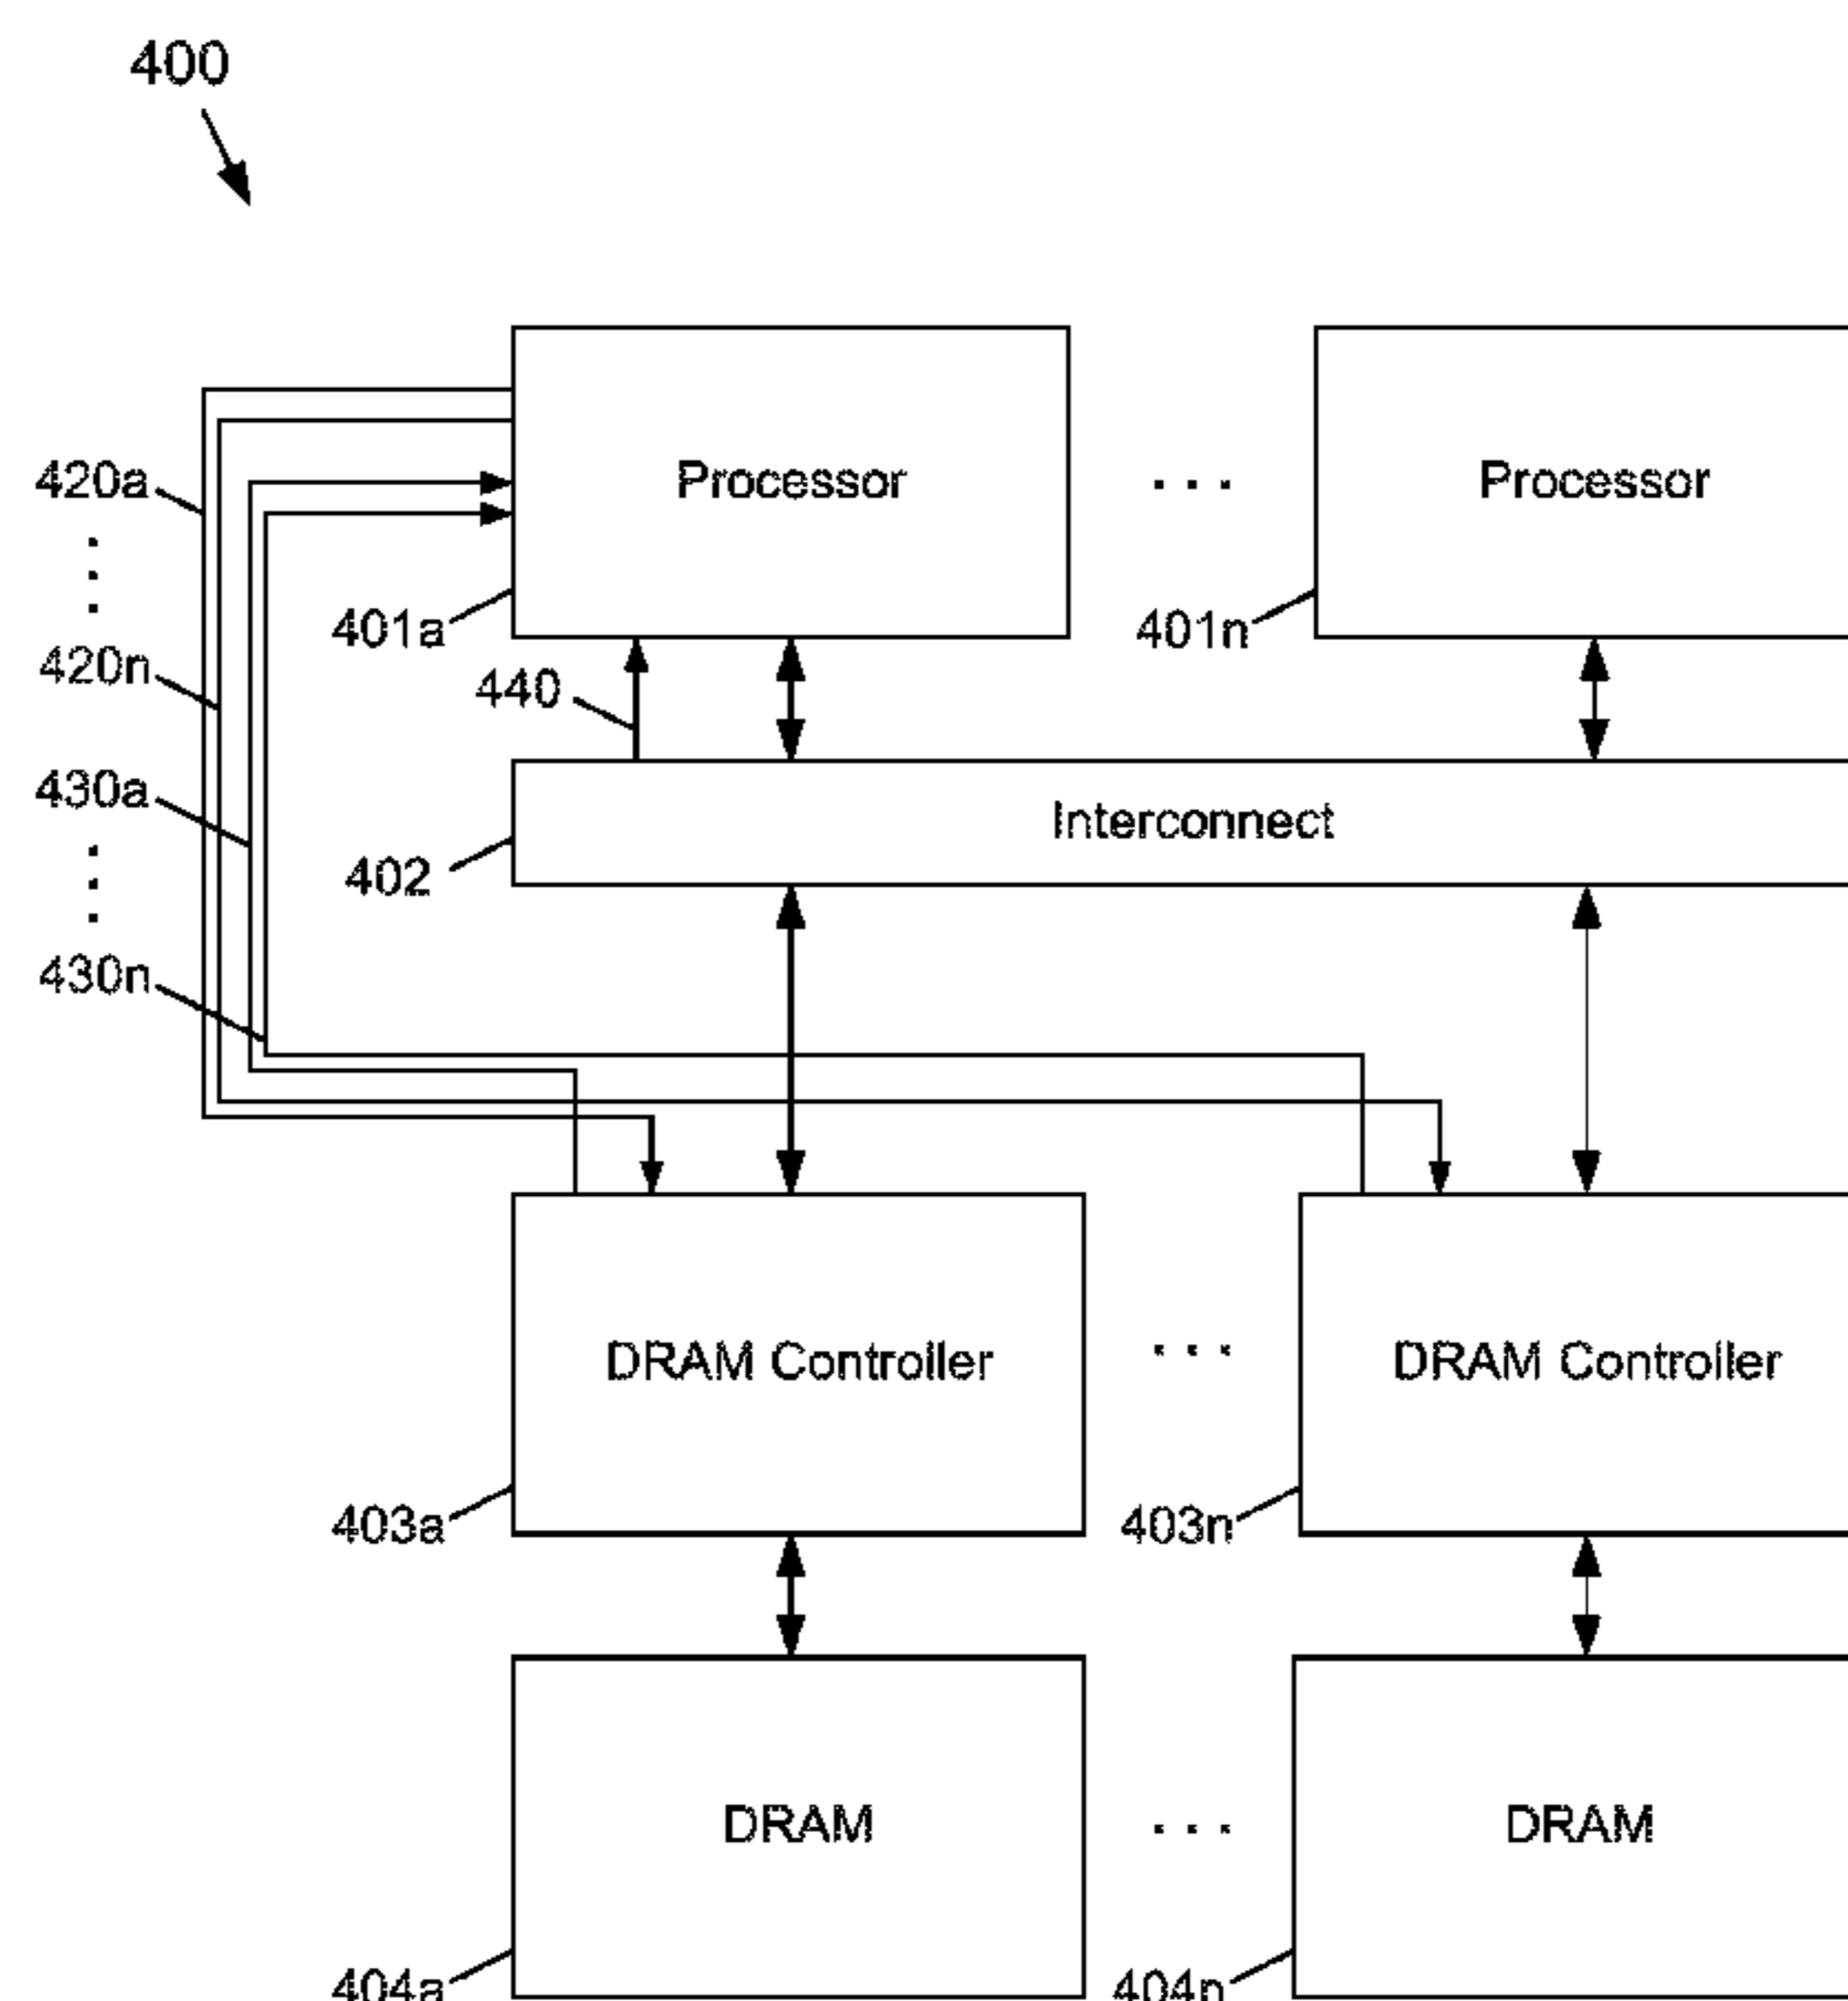 400
Processor
. . .
Processor
420a
401a
401n
420n
440
430a
Interconnect
402
430n
DRAM Controller
. . .
DRAM Controller
403a
403n
DRAM
. . .
DRAM
404a
404n